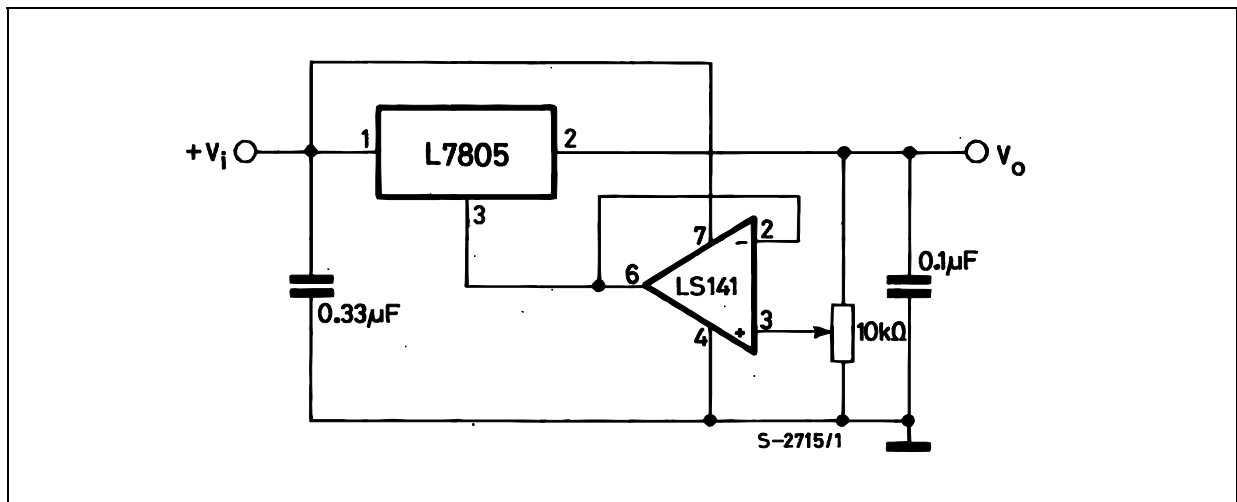 1
2
+Vi
L7805
Vo
3
7
2
-
6
LS141
0.1µF
0.33µF
3
+
4
10kΩ
S-2715/1